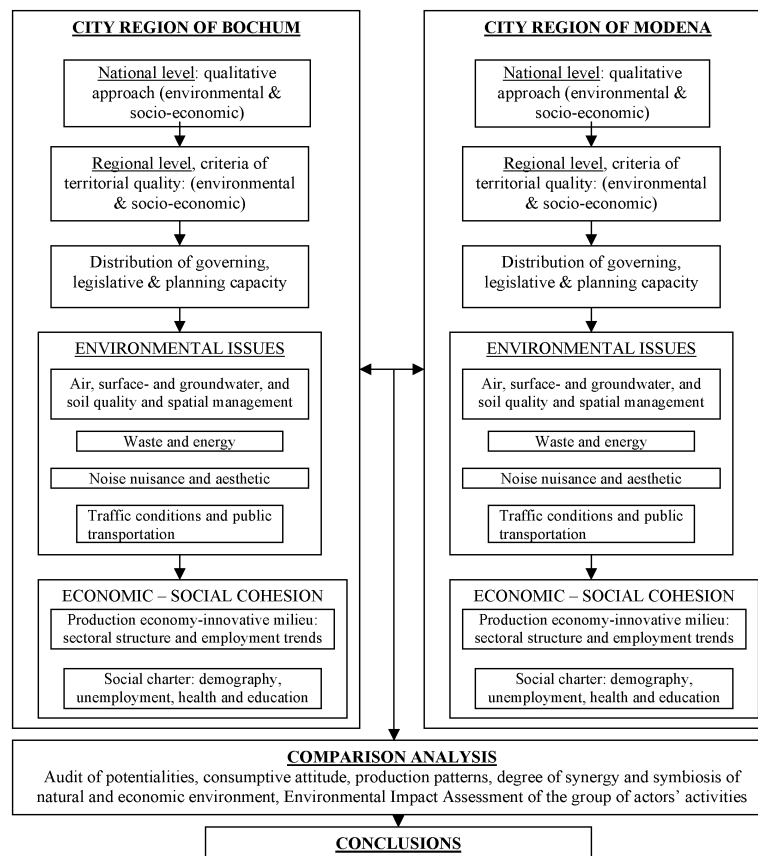 CITY REGION OF BOCHUM
National level: qualitative
approach (environmental &
socio-economic)
Regional level, criteria of
territorial quality: (environmental
& socio-economic)
Distribution of governing,
legislative & planning capacity
ENVIRONMENTAL ISSUES
Air, surface- and groundwater, and
soil quality and spatial management
Waste and energy
Noise nuisance and aesthetic
Traffic conditions and public
transportation
ECONOMIC – SOCIAL COHESION
Production economy-innovative milieu:
sectoral structure and employment trends
Social charter: demography,
unemployment, health and education
CITY REGION OF MODENA
National level: qualitative
approach (environmental &
socio-economic)
Regional level, criteria of
territorial quality: (environmental
& socio-economic)
Distribution of governing,
legislative & planning capacity
ENVIRONMENTAL ISSUES
Air, surface- and groundwater, and
soil quality and spatial management
Waste and energy
Noise nuisance and aesthetic
Traffic conditions and public
transportation
ECONOMIC – SOCIAL COHESION
Production economy-innovative milieu:
sectoral structure and employment trends
Social charter: demography,
unemployment, health and education
COMPARISON ANALYSIS
Audit of potentialities, consumptive attitude, production patterns, degree of synergy and symbiosis of
natural and economic environment, Environmental Impact Assessment of the group of actors’ activities
CONCLUSIONS